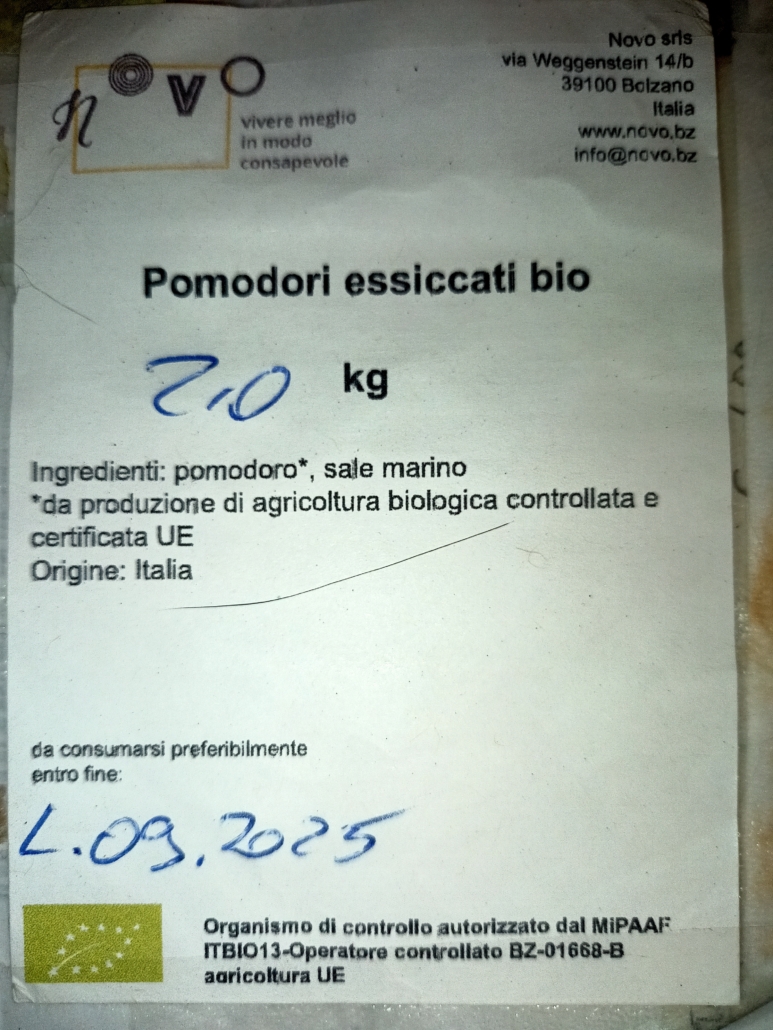 novo
vivere meglio
in modo
consapevole
Novo srls
via Weggenstein 14/b
39100 Bolzano
Italia
www.novo.bz
info@novo.bz
Pomodori essiccati bio
2,0 kg
Ingredienti: pomodoro*, sale marino
*da produzione di agricoltura biologica controllata e
certificata UE
Origine: Italia
da consumarsi preferibilmente
entro fine:
L.09.2025
Organismo di controllo autorizzato dal MiPAAF
ITBIO13-Operatore controllato BZ-01668-B
agricoltura UE